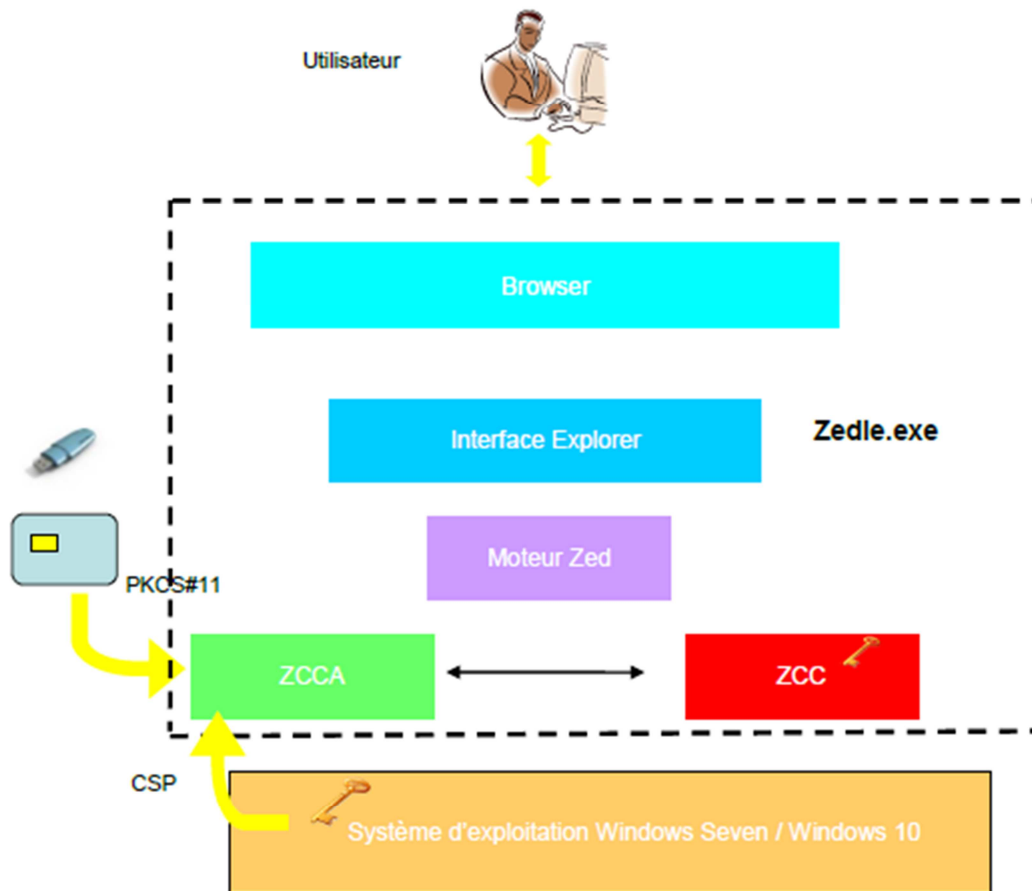 Utilisateur
Browser
Interface Explorer
Zedle.exe
Moteur Zed
PKCS#11
ZCCA
ZCC
CSP
Système d'exploitation Windows Seven / Windows 10